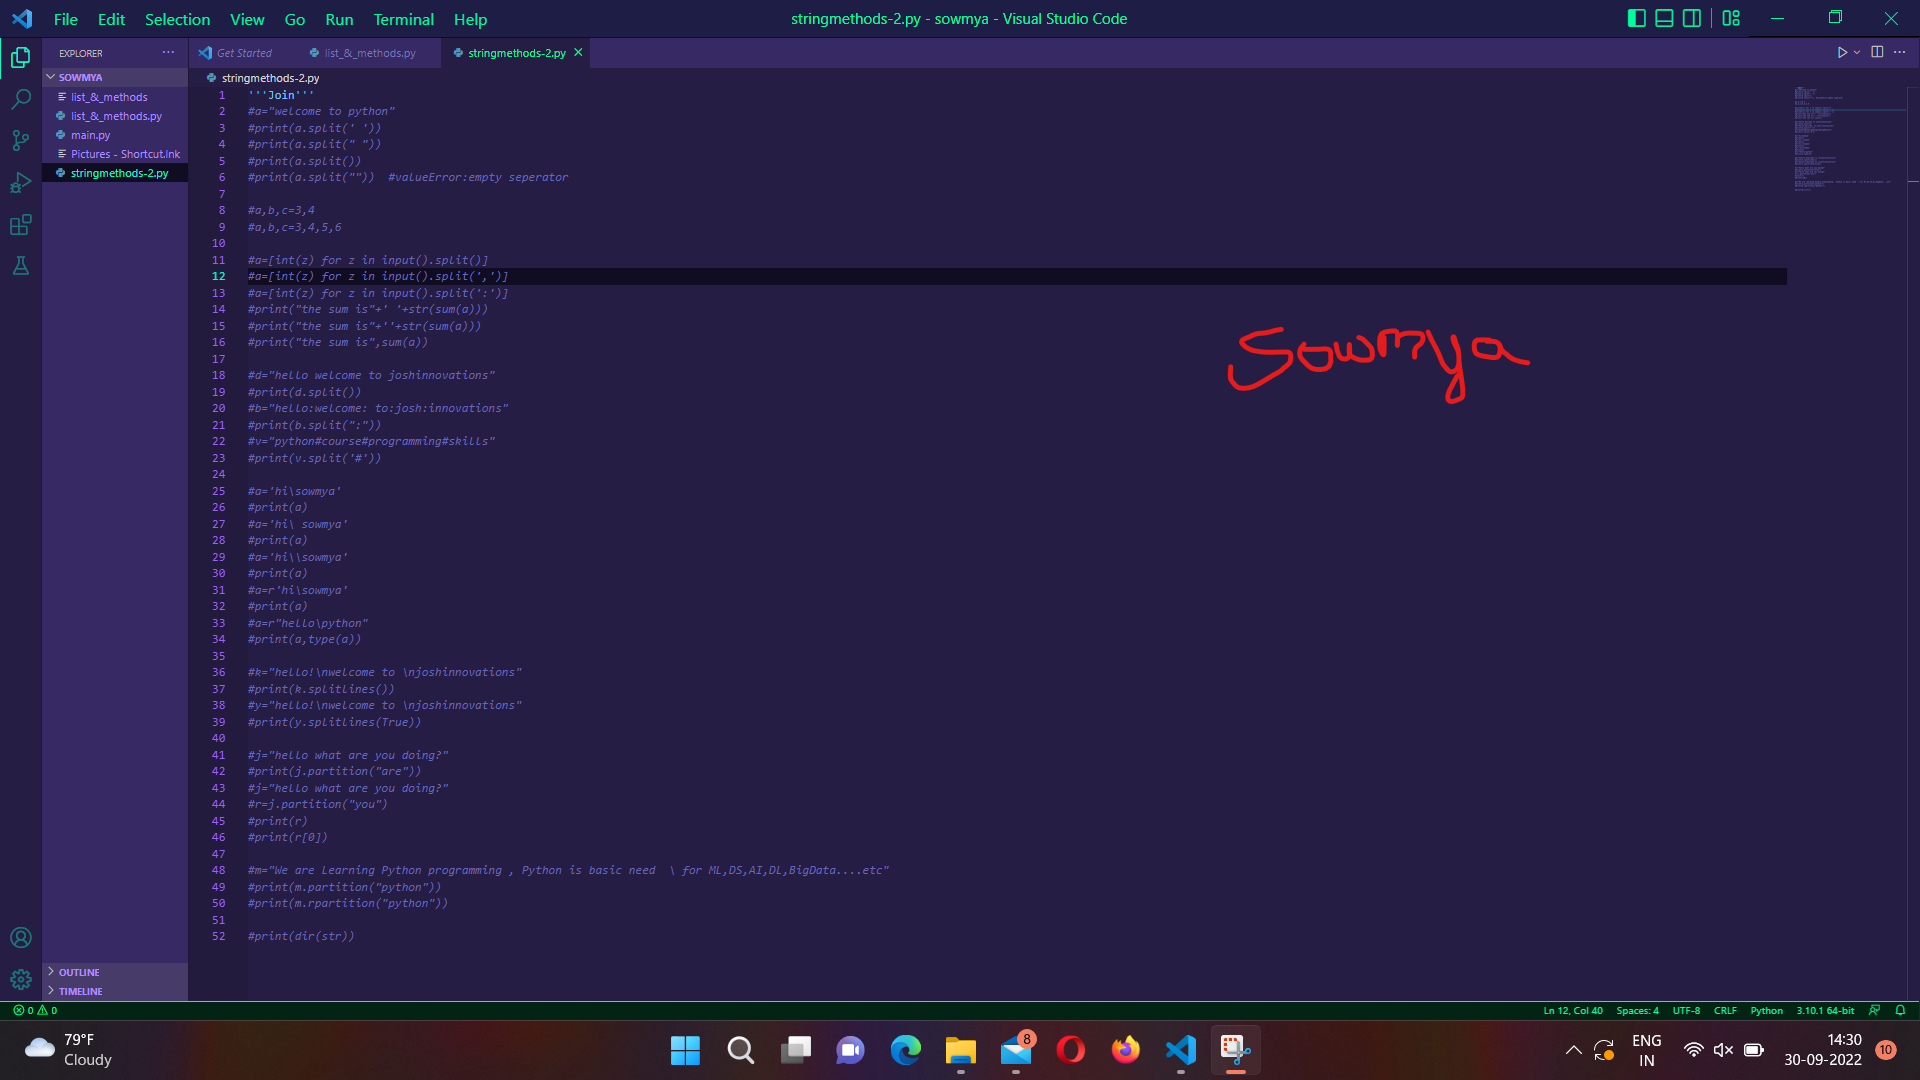 File Edit Selection View Go Run Terminal Help
stringmethods-2.py - sowmya - Visual Studio Code
EXPLORER ...
SOWMYA
list_&_methods
list_&_methods.py
main.py
Pictures - Shortcut.lnk
stringmethods-2.py
OUTLINE
TIMELINE
Get Started list_&_methods.py stringmethods-2.py
stringmethods-2.py
1 '''Join'''
2 #a="welcome to python"
3 #print(a.split(' '))
4 #print(a.split(" "))
5 #print(a.split())
6 #print(a.split("")) #valueError:empty seperator
7
8 #a,b,c=3,4
9 #a,b,c=3,4,5,6
10
11 #a=[int(z) for z in input().split()]
12 #a=[int(z) for z in input().split(',')]
13 #a=[int(z) for z in input().split(':')]
14 #print("the sum is"+' '+str(sum(a)))
15 #print("the sum is"+''+str(sum(a)))
16 #print("the sum is",sum(a))
17
18 #d="hello welcome to joshinnovations"
19 #print(d.split())
20 #b="hello:welcome: to:josh:innovations"
21 #print(b.split(":"))
22 #v="python#course#programming#skills"
23 #print(v.split('#'))
24
25 #a='hi\sowmya'
26 #print(a)
27 #a='hi\ sowmya'
28 #print(a)
29 #a='hi\\sowmya'
30 #print(a)
31 #a=r'hi\sowmya'
32 #print(a)
33 #a=r"hello\python"
34 #print(a,type(a))
35
36 #k="hello!\nwelcome to \njoshinnovations"
37 #print(k.splitlines())
38 #y="hello!\nwelcome to \njoshinnovations"
39 #print(y.splitlines(True))
40
41 #j="hello what are you doing?"
42 #print(j.partition("are"))
43 #j="hello what are you doing?"
44 #r=j.partition("you")
45 #print(r)
46 #print(r[0])
47
48 #m="We are Learning Python programming , Python is basic need  \ for ML,DS,AI,DL,BigData....etc"
49 #print(m.partition("python"))
50 #print(m.rpartition("python"))
51
52 #print(dir(str))
Sowmya
0 0
Ln 12, Col 40 Spaces: 4 UTF-8 CRLF Python 3.10.1 64-bit
79°F
Cloudy
8
ENG
IN
14:30
30-09-2022
10